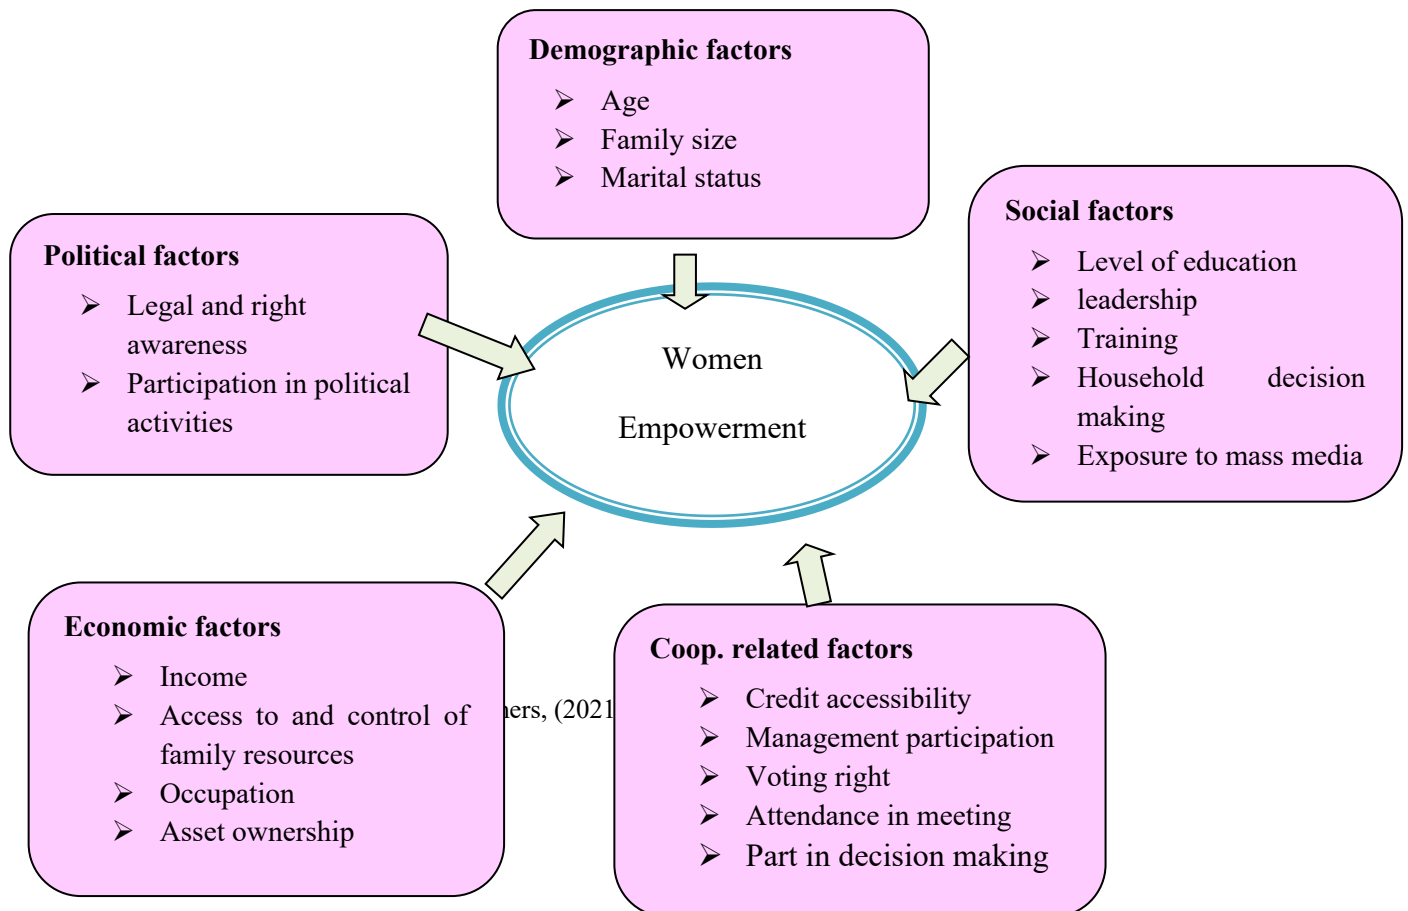 Demographic factors
➢ Age
➢ Family size
➢ Marital status
Political factors
➢ Legal and right
awareness
➢ Participation in political
activities
Social factors
➢ Level of education
➢ leadership
➢ Training
➢ Household decision
making
➢ Exposure to mass media
Women
Empowerment
Economic factors
➢ Income
➢ Access to and control of
family resources
➢ Occupation
➢ Asset ownership
(2021
Coop. related factors
➢ Credit accessibility
➢ Management participation
➢ Voting right
➢ Attendance in meeting
➢ Part in decision making